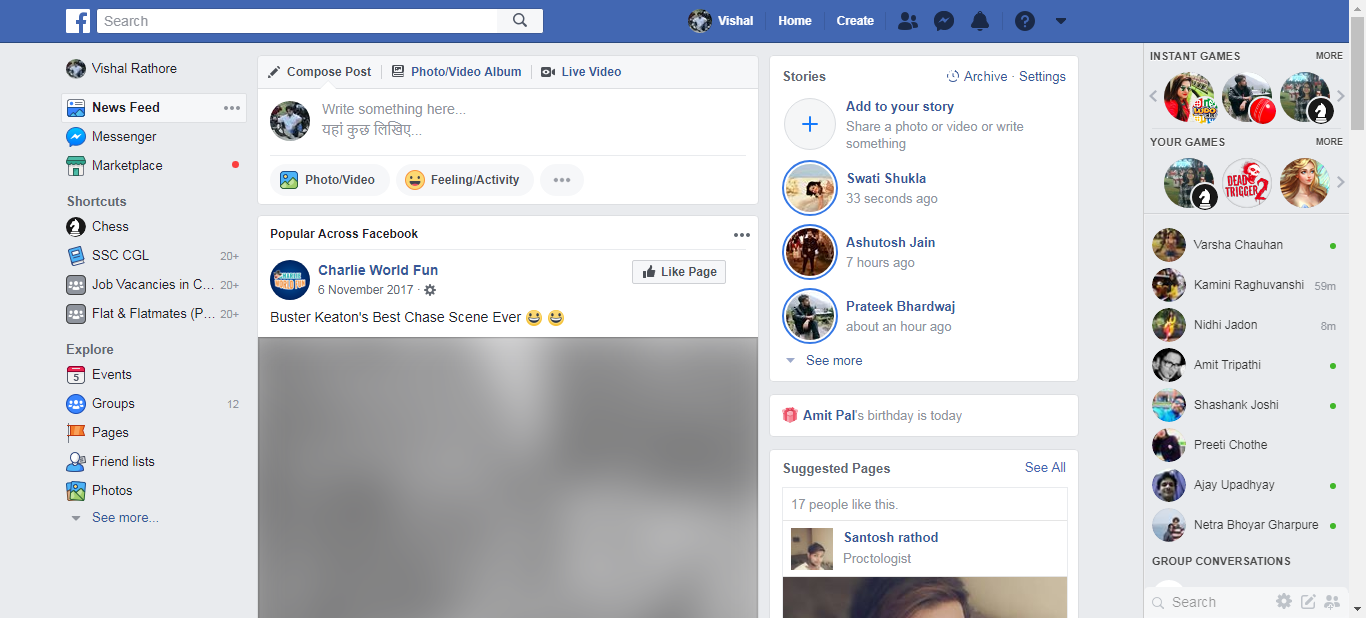 Search
Vishal
Home
Create
Vishal Rathore
News Feed
Messenger
Marketplace
Shortcuts
Chess
SSC CGL
20+
Job Vacancies in C...
20+
Flat & Flatmates (P...
20+
Explore
Events
Groups
12
Pages
Friend lists
Photos
See more...
Compose Post
Photo/Video Album
Live Video
Write something here...
यहां कुछ लिखिए...
Photo/Video
Feeling/Activity
Popular Across Facebook
Charlie World Fun
6 November 2017 ·
Like Page
Buster Keaton's Best Chase Scene Ever
Stories
Archive · Settings
Add to your story
Share a photo or video or write
something
Swati Shukla
33 seconds ago
Ashutosh Jain
7 hours ago
Prateek Bhardwaj
about an hour ago
See more
Amit Pal's birthday is today
Suggested Pages
See All
17 people like this.
Santosh rathod
Proctologist
INSTANT GAMES
MORE
YOUR GAMES
MORE
DEAD
TRIGGER
2
Varsha Chauhan
Kamini Raghuvanshi
59m
Nidhi Jadon
8m
Amit Tripathi
Shashank Joshi
Preeti Chothe
Ajay Upadhyay
Netra Bhoyar Gharpure
GROUP CONVERSATIONS
Search